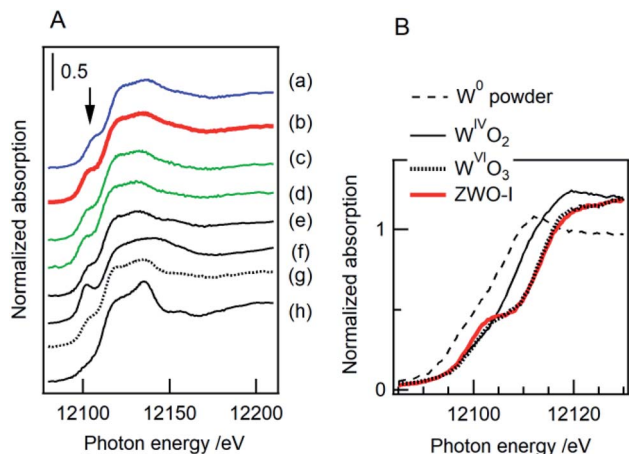 A
0.5
(a)
(b)
(c)
(d)
(e)
(f)
(g)
(h)
Normalized absorption
12100
12150
12200
Photon energy /eV
B
W⁰ powder
WᴵⱽO₂
WⱽᴵO₃
ZWO-I
Normalized absorption
1
0
12100
12120
Photon energy /eV